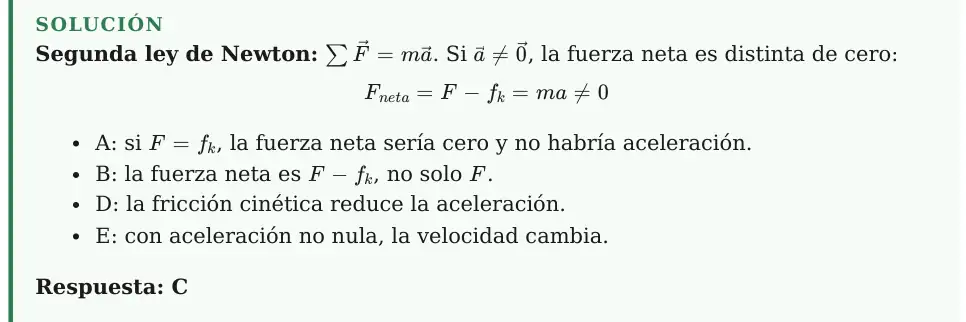 SOLUCIÓN
Segunda ley de Newton: ∑ F⃗ = ma⃗. Si a⃗ ≠ 0⃗, la fuerza neta es distinta de cero:
F_neta = F − f_k = ma ≠ 0
• A: si F = f_k, la fuerza neta sería cero y no habría aceleración.
• B: la fuerza neta es F − f_k, no solo F.
• D: la fricción cinética reduce la aceleración.
• E: con aceleración no nula, la velocidad cambia.
Respuesta: C